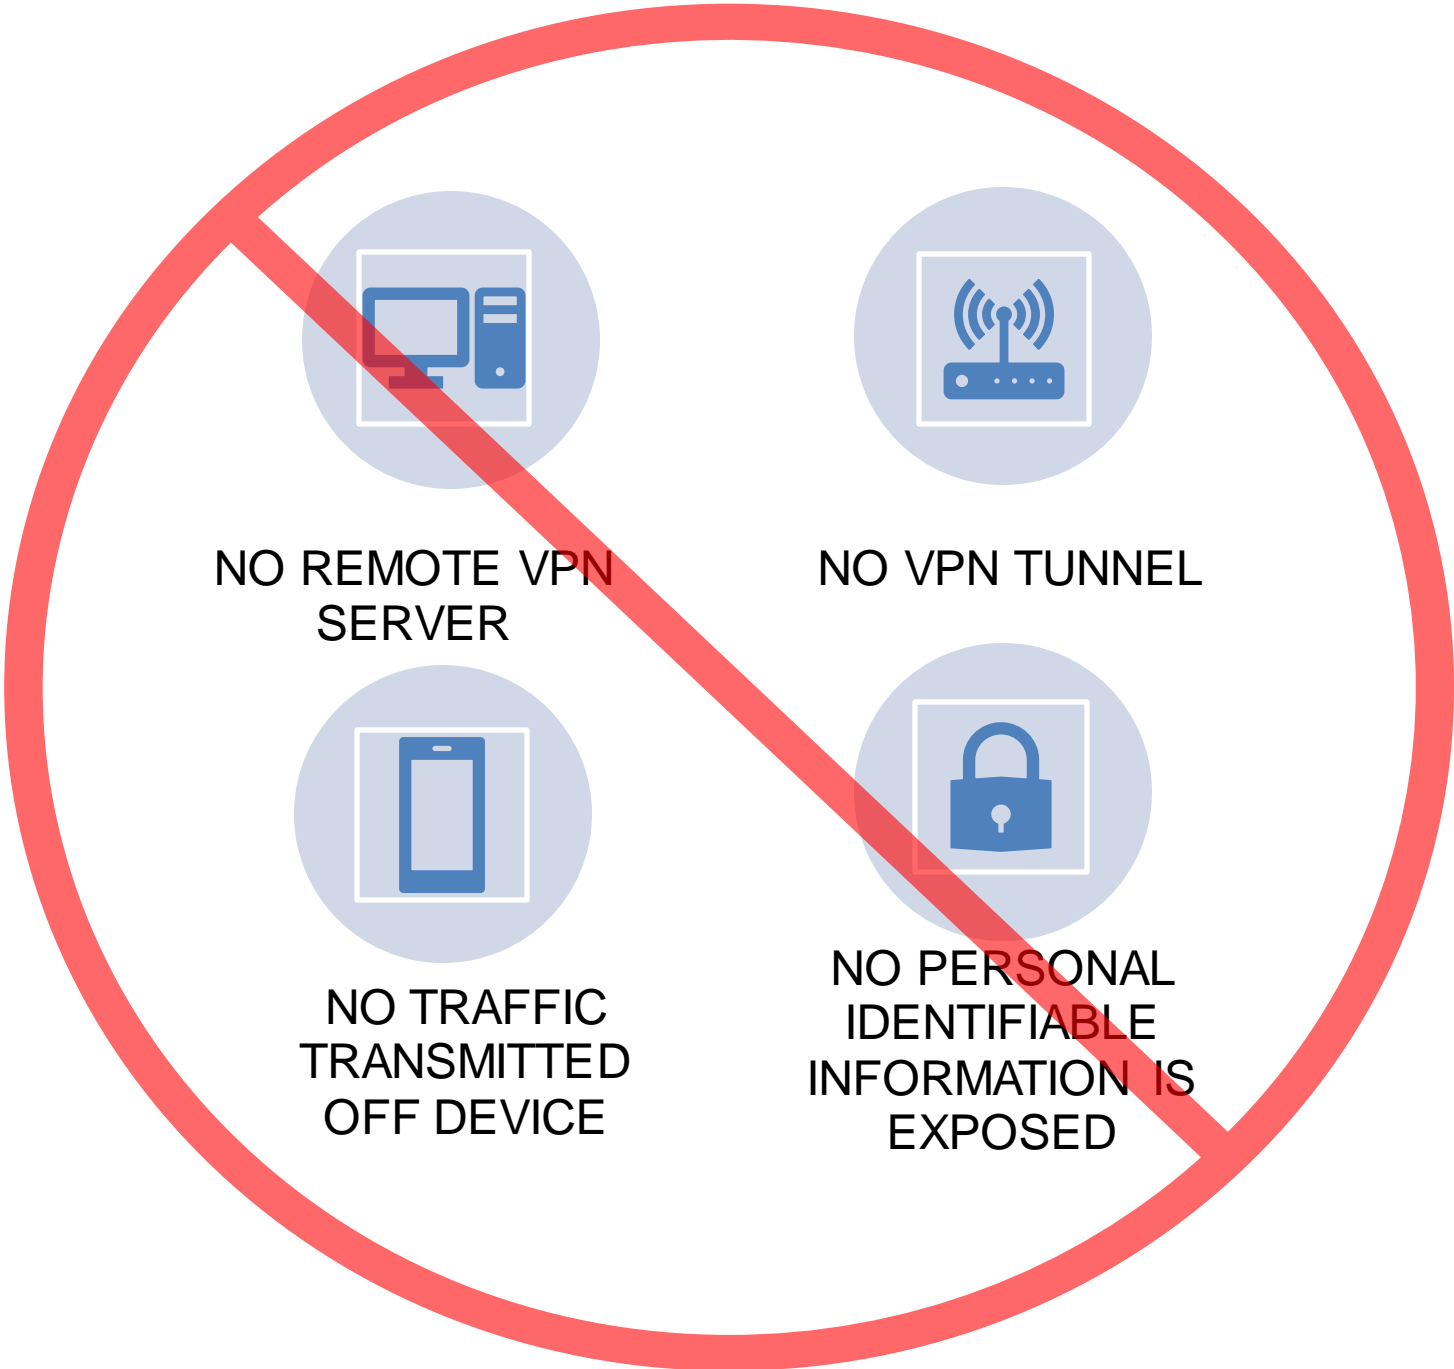 NO REMOTE VPN
SERVER
NO VPN TUNNEL
NO TRAFFIC
TRANSMITTED
OFF DEVICE
NO PERSONAL
IDENTIFIABLE
INFORMATION IS
EXPOSED